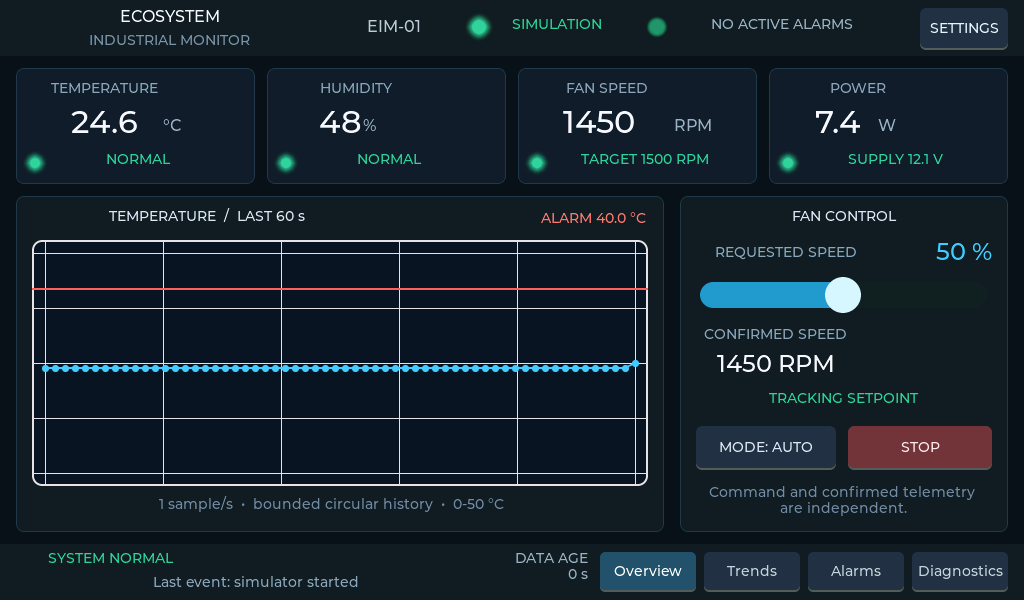 ECOSYSTEM
INDUSTRIAL MONITOR
EIM-01
SIMULATION
NO ACTIVE ALARMS
SETTINGS
TEMPERATURE
24.6 °C
NORMAL
HUMIDITY
48 %
NORMAL
FAN SPEED
1450 RPM
TARGET 1500 RPM
POWER
7.4 W
SUPPLY 12.1 V
TEMPERATURE / LAST 60 s
ALARM 40.0 °C
1 sample/s • bounded circular history • 0-50 °C
FAN CONTROL
REQUESTED SPEED 50 %
CONFIRMED SPEED
1450 RPM
TRACKING SETPOINT
MODE: AUTO
STOP
Command and confirmed telemetry
are independent.
SYSTEM NORMAL
Last event: simulator started
DATA AGE
0 s
Overview
Trends
Alarms
Diagnostics